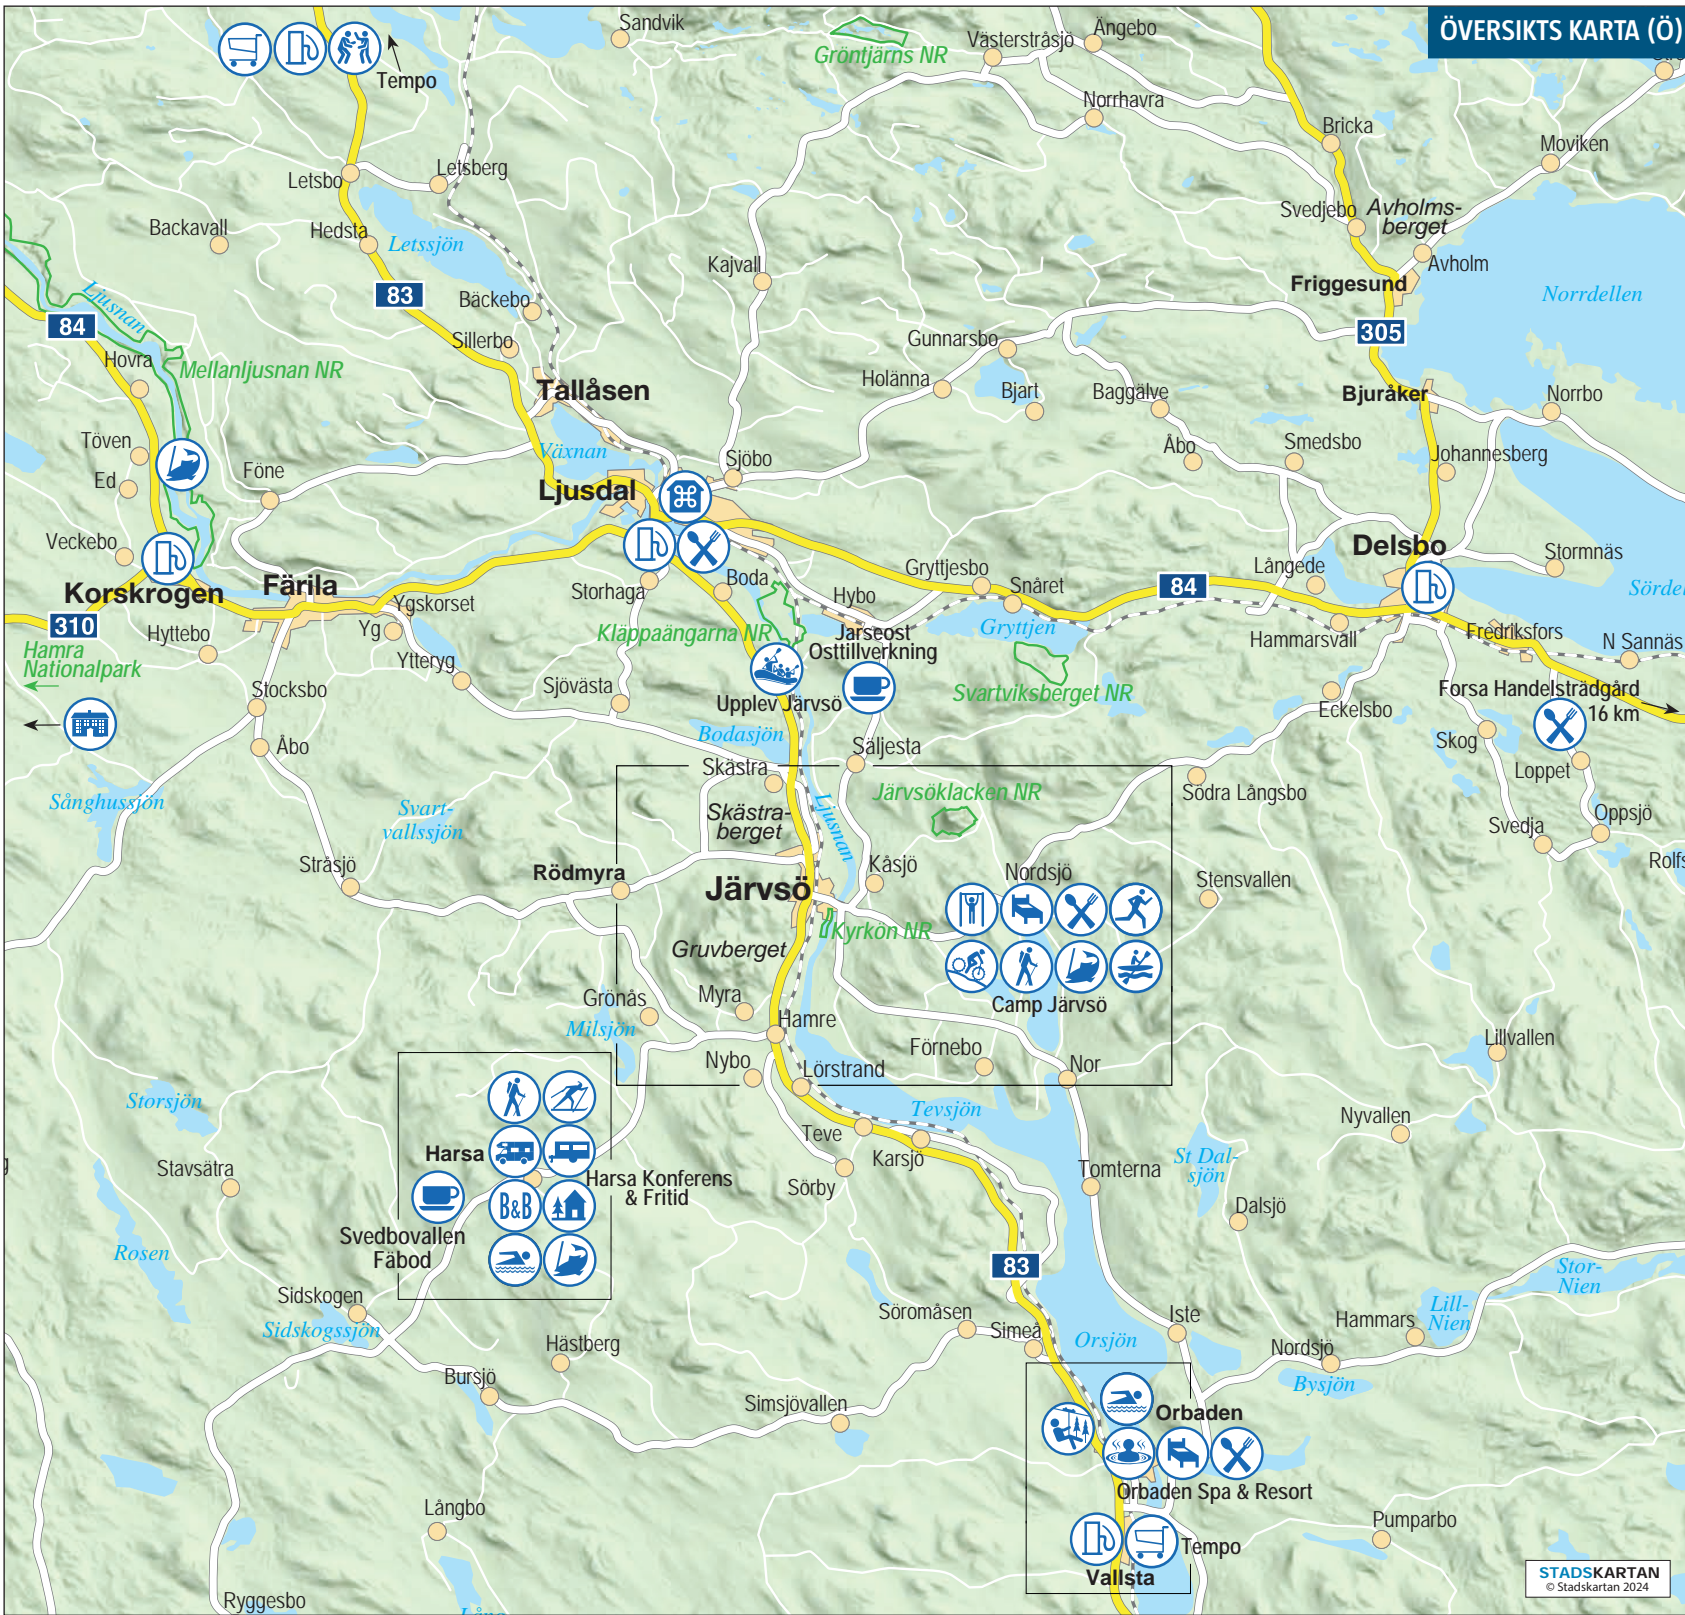 ÖVERSIKTS KARTA (Ö)
Sandvik
Gröntjärns NR
Västerstråsjö
Ängebo
Tempo
Norrhavra
Bricka
Moviken
Letsbo
Letsberg
Backavall
Hedsta
Letssjön
Svedjebo
Avholms-
berget
Avholm
Kajvall
Friggesund
Norrdellen
83
Bäckebo
Ljusnan
84
305
Sillerbo
Gunnarsbo
Hovra
Mellanljusnan NR
Tallåsen
Holänna
Bjart
Baggälve
Bjuråker
Norrbo
Töven
Växnan
Sjöbo
Åbo
Smedsbo
Johannesberg
Ed
Föne
Ljusdal
Veckebo
Delsbo
Stormnäs
Korskrogen
Färila
Storhaga
Boda
Gryttjesbo
Snåret
84
Långede
Ygskorset
Hybo
310
Hyttebo
Yg
Kläppaängarna NR
Jarseost
Osttillverkning
Gryttjen
Hammarsvall
Fredriksfors
N Sannäs
Hamra
Nationalpark
Ytteryg
Stocksbo
Sjövästa
Upplev Järvsö
Svartviksberget NR
Eckelsbo
Forsa Handelsträdgård
16 km
Åbo
Bodasjön
Säljesta
Skog
Loppet
Skästra
Södra Långsbo
Sånghussjön
Svart-
vallssjön
Skästra-
berget
Ljusnan
Järvsöklacken NR
Svedja
Oppsjö
Stråsjö
Rödmyra
Järvsö
Kåsjö
Nordsjö
Stensvallen
Kyrkön NR
Gruvberget
Grönås
Myra
Camp Järvsö
Milsjön
Hamre
Lillvallen
Nybo
Lörstrand
Förnebo
Nor
Storsjön
Tevsjön
Nyvallen
Teve
Karsjö
Harsa
Harsa Konferens
& Fritid
Stavsätra
Sörby
Tomterna
St Dal-
sjön
Dalsjö
Svedbovallen
Fäbod
B&B
Rosen
83
Stor-
Nien
Sidskogen
Sidskogssjön
Söromåsen
Simeå
Orsjön
Iste
Lill-
Nien
Hammars
Hästberg
Nordsjö
Bysjön
Bursjö
Simsjövallen
Orbaden
Orbaden Spa & Resort
Långbo
Pumparbo
Tempo
Vallsta
Ryggesbo
STADSKARTAN
© Stadskartan 2024